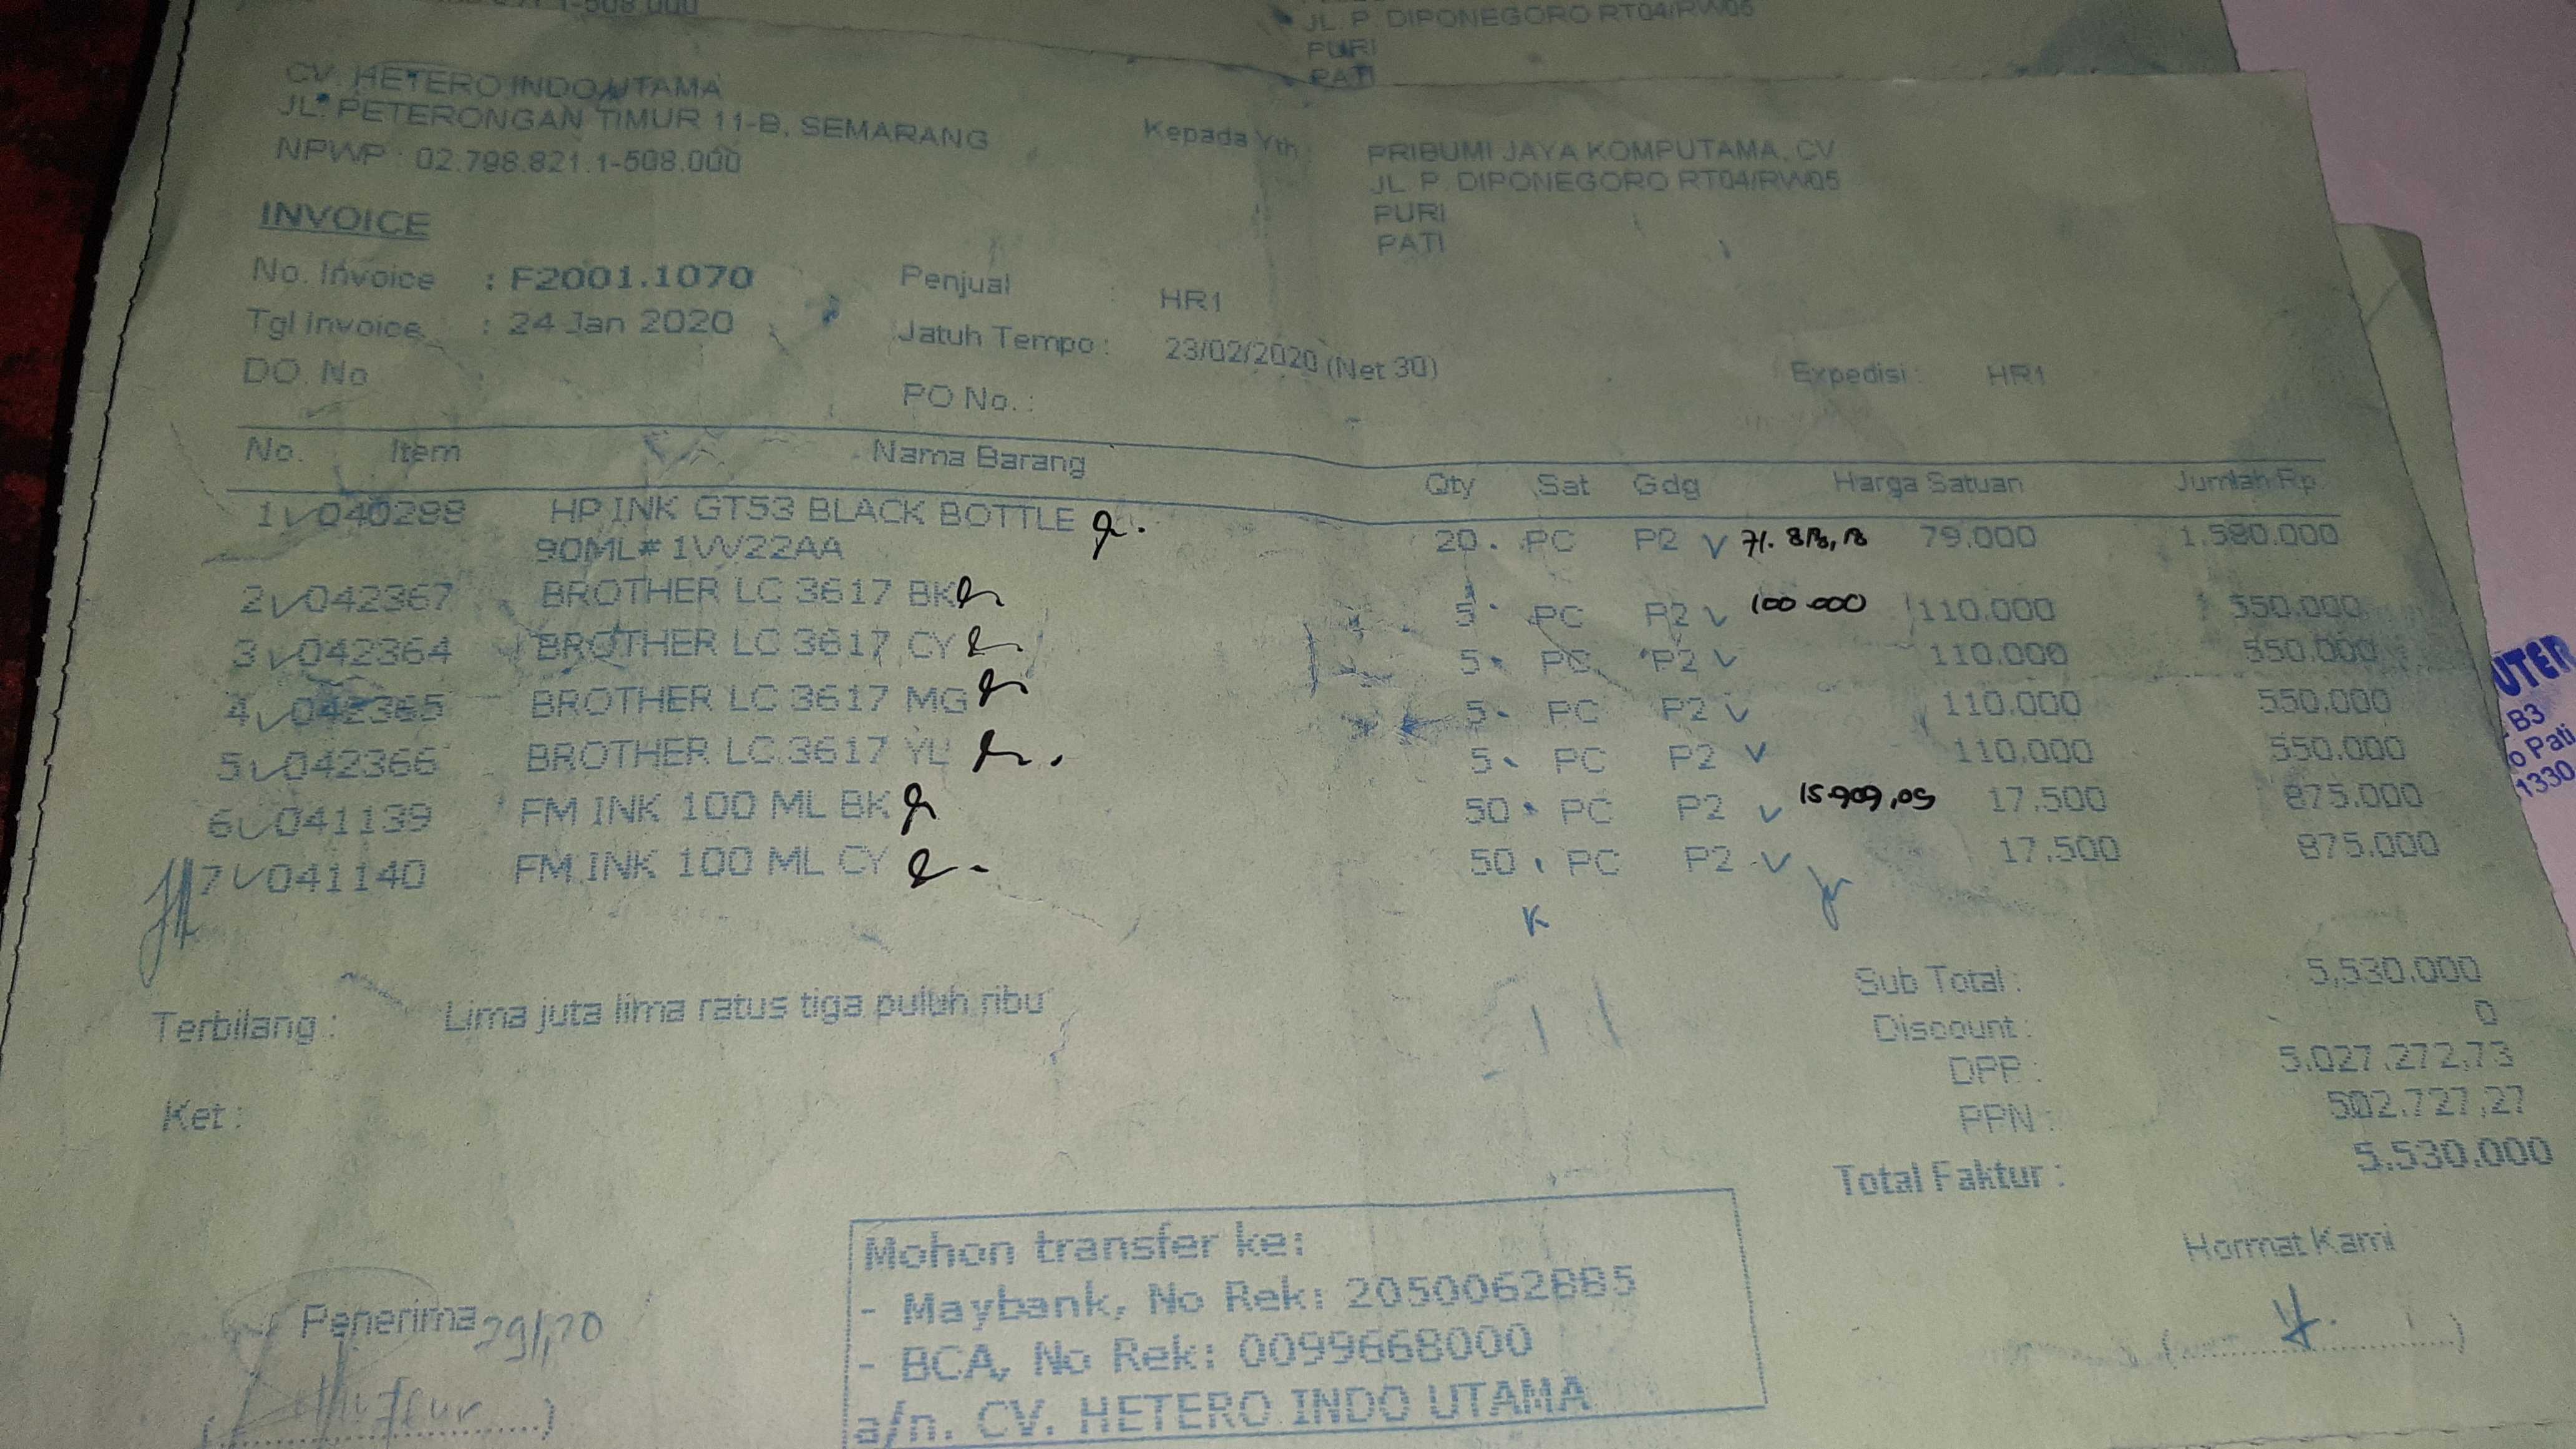 JL. P. DIPONEGORO RT04/RW05
PURI
PATI
CV. HETERO INDO UTAMA
JL. PETERONGAN TIMUR 11-B, SEMARANG
NPWP : 02.798.821.1-508.000
Kepada Yth :
PRIBUMI JAYA KOMPUTAMA, CV
JL. P. DIPONEGORO RT04/RW05
PURI
PATI
INVOICE
No. Invoice : F2001.1070 Penjual : HR1
Tgl Invoice : 24 Jan 2020 Jatuh Tempo : 23/02/2020 (Net 30)
DO. No PO No. : Expedisi : HR1
No. Item Nama Barang Qty Sat Gdg Harga Satuan Jumlah Rp.
1 040298 HP INK GT53 BLACK BOTTLE 20 PC P2 79.000 1.580.000
90ML# 1VV22AA
2 042367 BROTHER LC 3617 BK 5 PC P2 100.000 110.000 550.000
3 042364 BROTHER LC 3617 CY 5 PC P2 110.000 550.000
4 042365 BROTHER LC 3617 MG 5 PC P2 110.000 550.000
5 042366 BROTHER LC 3617 YL 5 PC P2 110.000 550.000
6 041139 FM INK 100 ML BK 50 PC P2 15.909,09 17.500 875.000
7 041140 FM INK 100 ML CY 50 PC P2 17.500 875.000
K
Sub Total : 5,530.000
Terbilang : Lima juta lima ratus tiga puluh ribu
Discount : 0
DPP : 5.027.272,73
Ket :
PPN : 502.727,27
Total Faktur : 5.530.000
Mohon transfer ke:
- Maybank, No Rek: 2050062885
- BCA, No Rek: 0099668000
a/n. CV. HETERO INDO UTAMA
Penerima
Hormat Kami
UTER
B3
o Pati
1330